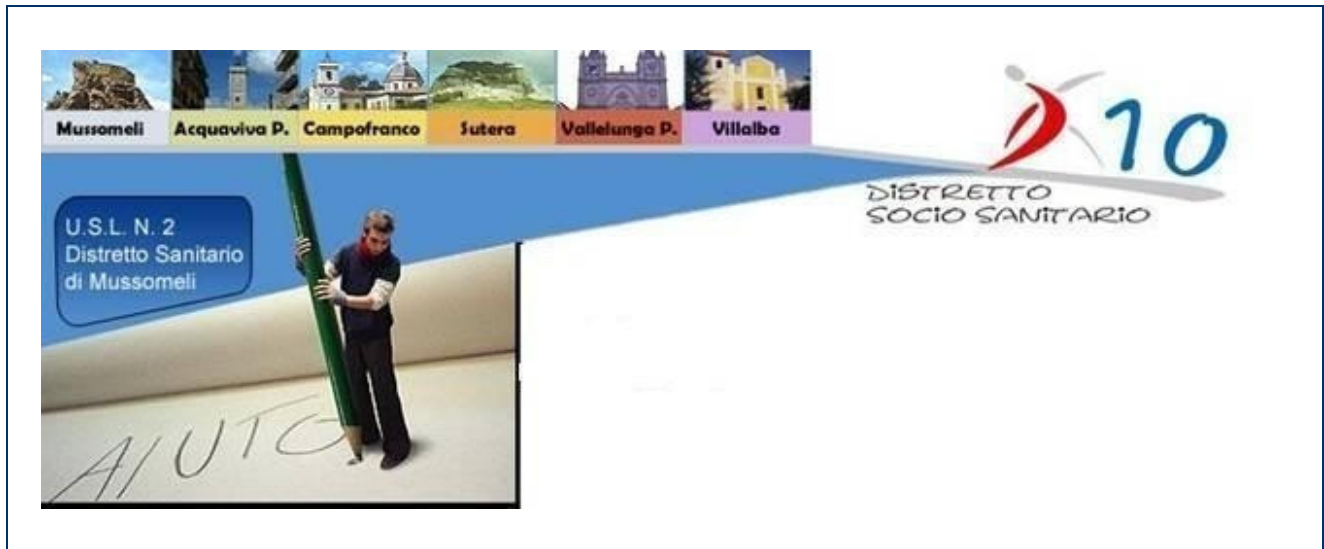 Mussomeli
Acquaviva P.
Campofranco
Sutera
Vallelunga P.
Villalba
10
DiSTRETTO
SOCIO SANiTARIO
U.S.L. N. 2
Distretto Sanitario
di Mussomeli
AIUTO